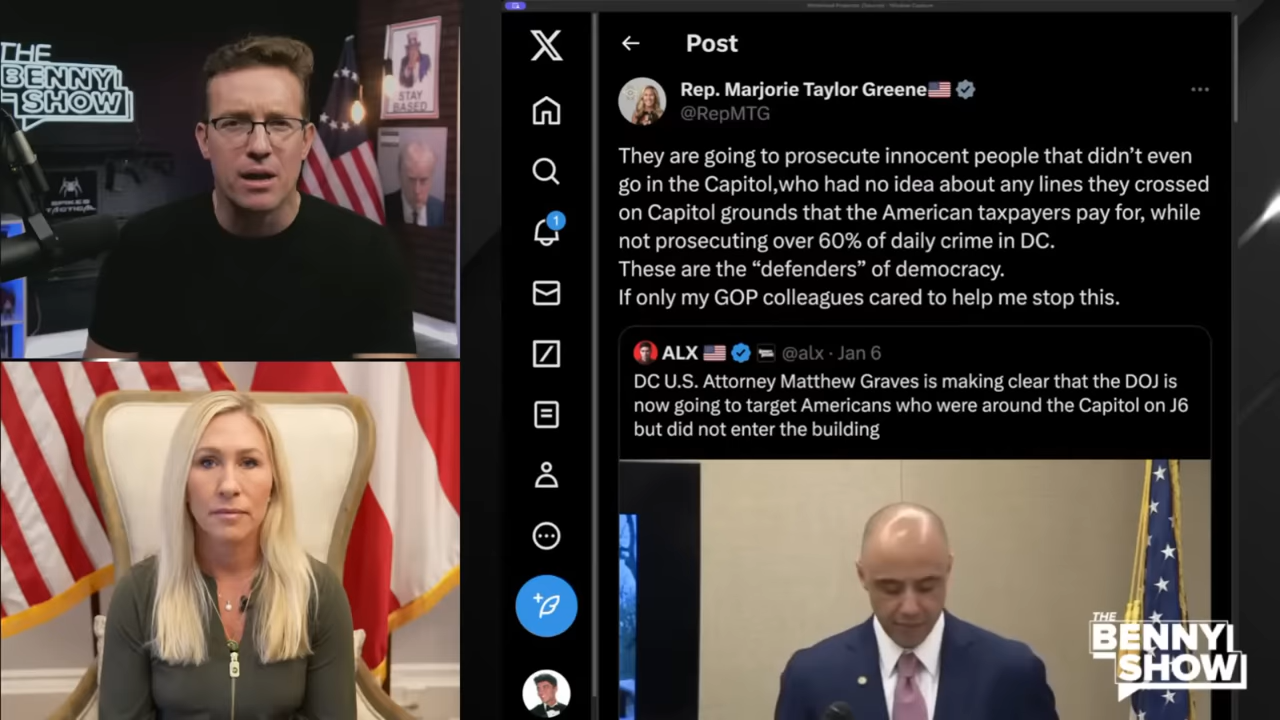 THE
BENNY
SHOW
STAY
BASED
SPIKES
TACTICAL
Post
Rep. Marjorie Taylor Greene🇺🇸
@RepMTG
They are going to prosecute innocent people that didn’t even
go in the Capitol,who had no idea about any lines they crossed
on Capitol grounds that the American taxpayers pay for, while
not prosecuting over 60% of daily crime in DC.
These are the “defenders” of democracy.
If only my GOP colleagues cared to help me stop this.
1
ALX 🇺🇸 @alx · Jan 6
DC U.S. Attorney Matthew Graves is making clear that the DOJ is
now going to target Americans who were around the Capitol on J6
but did not enter the building
THE
BENNY
SHOW